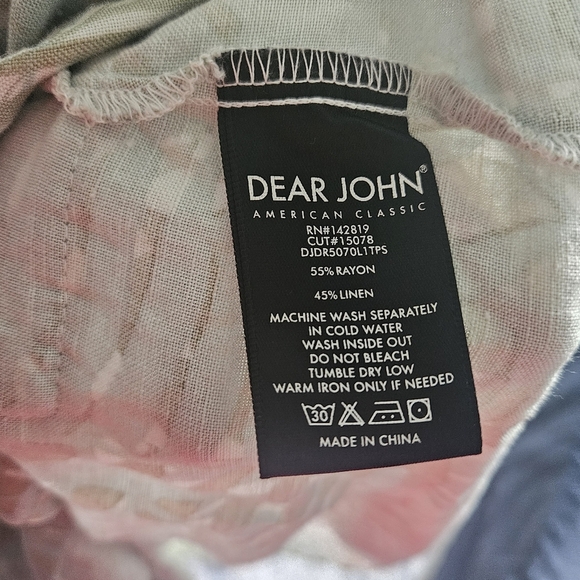 DEAR JOHN®
AMERICAN CLASSIC
RN#142819
CUT#15078
DJDR5070L1TPS
55% RAYON
45% LINEN
MACHINE WASH SEPARATELY
IN COLD WATER
WASH INSIDE OUT
DO NOT BLEACH
TUMBLE DRY LOW
WARM IRON ONLY IF NEEDED
30
MADE IN CHINA